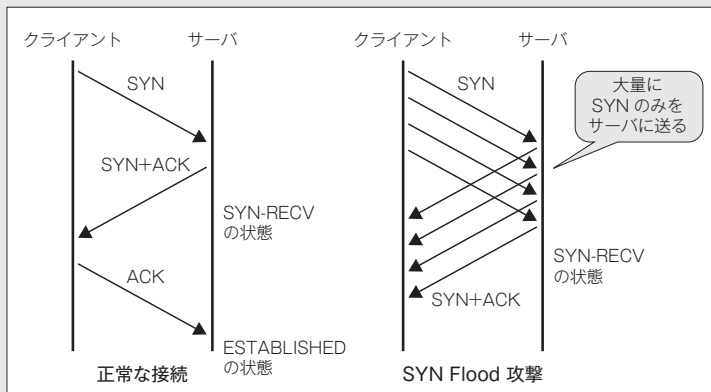 クライアント
サーバ
SYN
SYN+ACK
SYN-RECV
の状態
ACK
ESTABLISHED
の状態
正常な接続
クライアント
サーバ
SYN
大量に
SYN のみを
サーバに送る
SYN-RECV
の状態
SYN+ACK
SYN Flood 攻撃